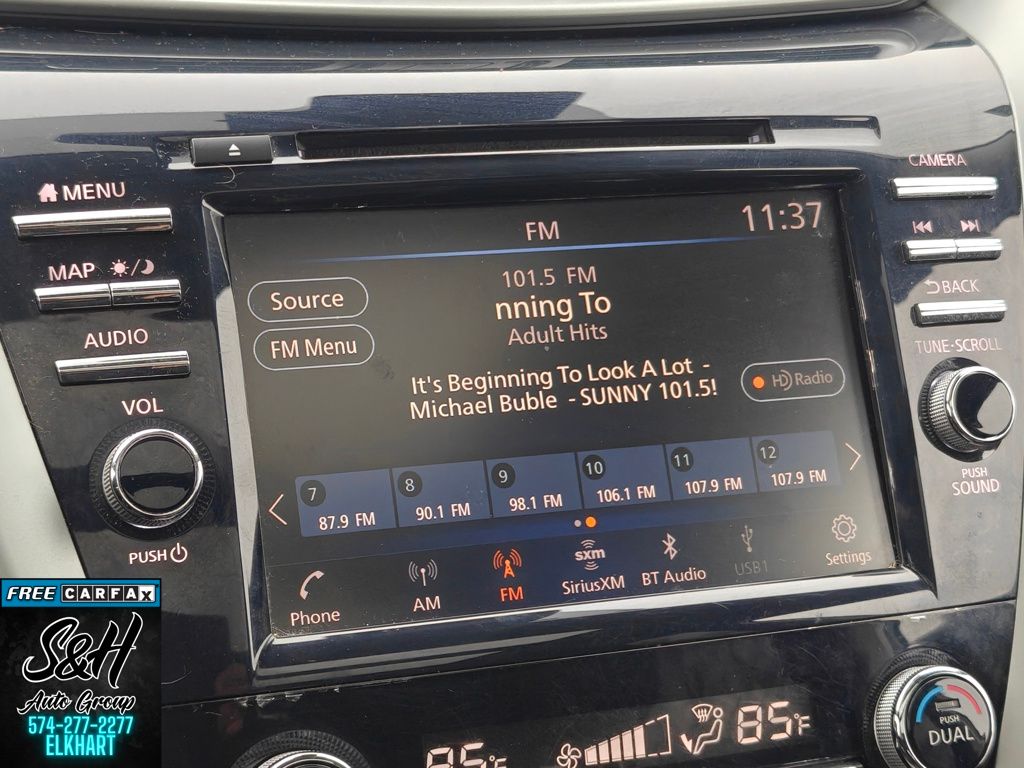 CAMERA
MENU
MAP
AUDIO
VOL
PUSH
BACK
TUNE·SCROLL
PUSH
SOUND
FM
11:37
101.5 FM
nning To
Adult Hits
Source
FM Menu
It's Beginning To Look A Lot -
Michael Buble - SUNNY 101.5!
HD Radio
7
87.9 FM
8
90.1 FM
9
98.1 FM
10
106.1 FM
11
107.9 FM
12
107.9 FM
Phone
AM
FM
sxm
SiriusXM
BT Audio
USB1
Settings
85°F
85°F
PUSH
DUAL
FREE CARFAX
S&H
Auto Group
574-277-2277
ELKHART